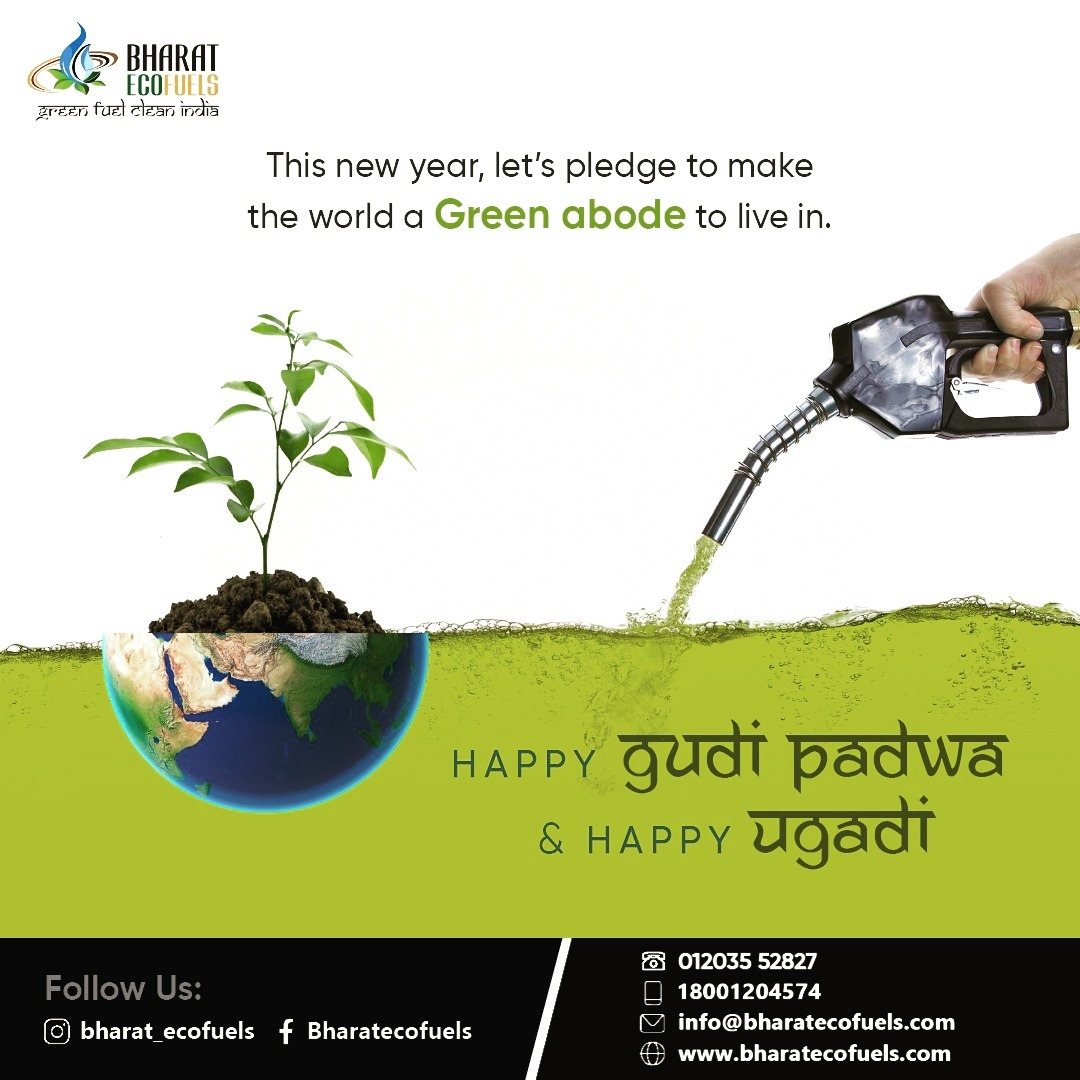 BHARAT
ECOFUELS
green fuel clean india
This new year, let's pledge to make
the world a Green abode to live in.
HAPPY gudi padwa
& HAPPY ugadi
Follow Us:
bharat_ecofuels Bharatecofuels
012035 52827
18001204574
info@bharatecofuels.com
www.bharatecofuels.com